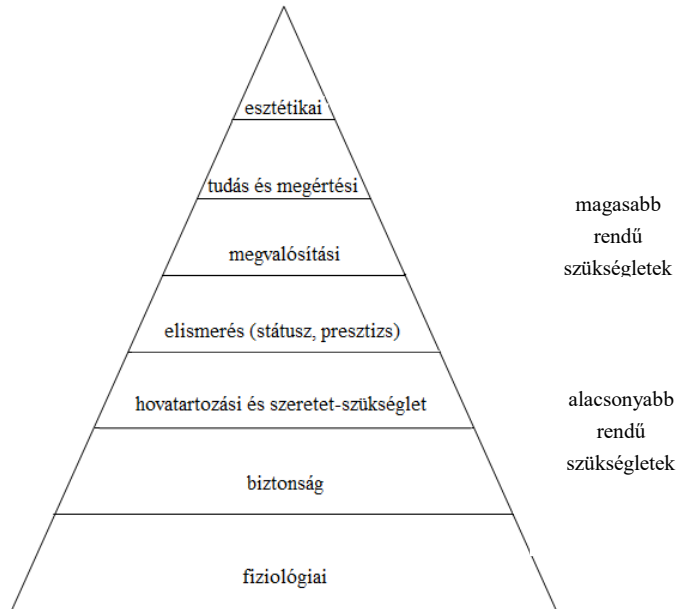 esztétikai
tudás és megértési
megvalósítási
elismerés (státusz, presztizs)
hovatartozási és szeretet-szükséglet
biztonság
fiziológiai
magasabb
rendű
szükségletek
alacsonyabb
rendű
szükségletek